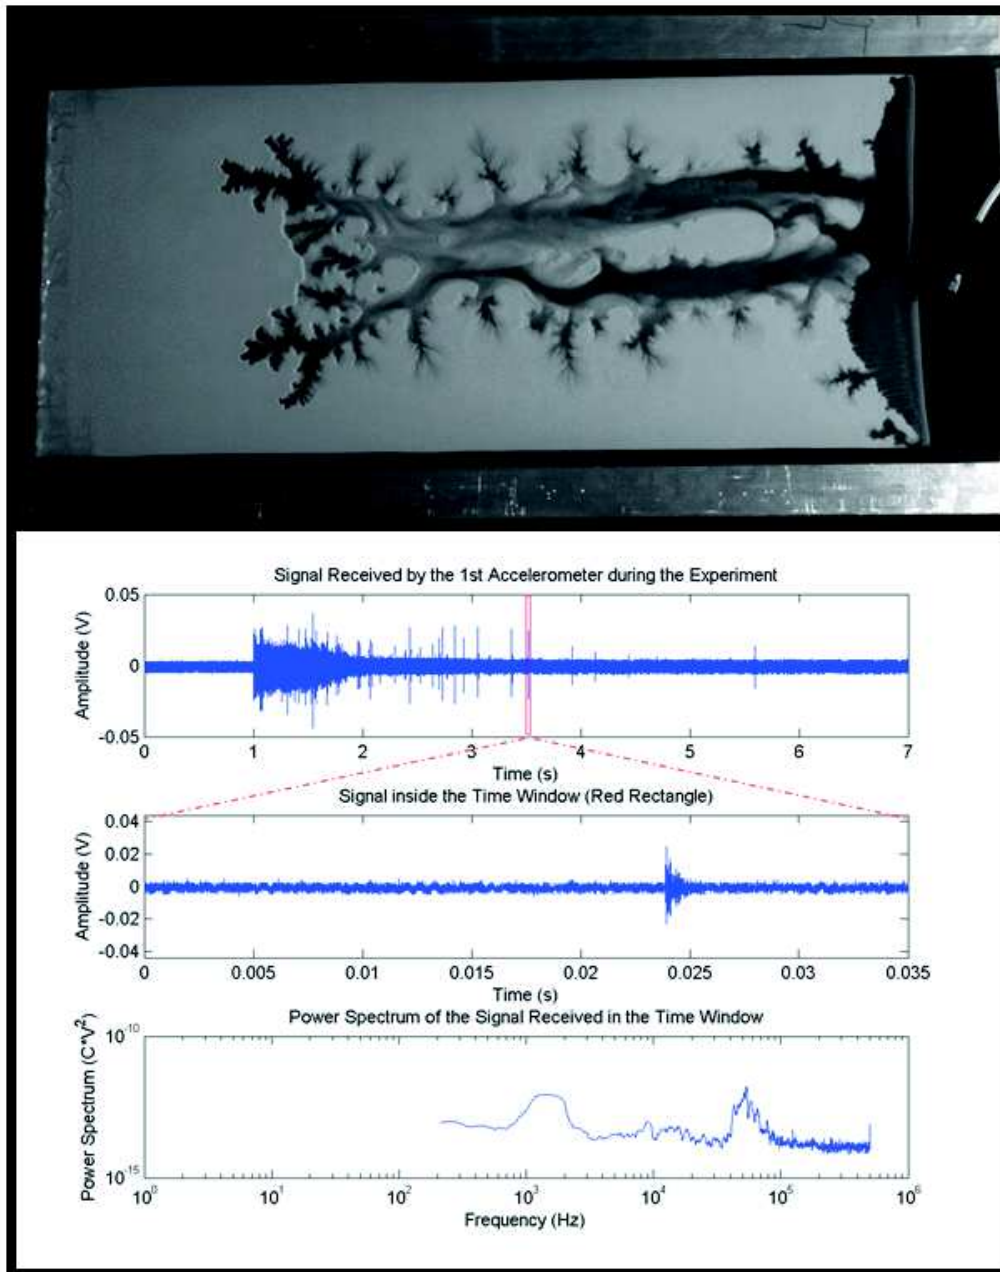 Signal Received by the 1st Accelerometer during the Experiment
0.05
0
-0.05
Amplitude (V)
0 1 2 3 4 5 6 7
Time (s)
Signal inside the Time Window (Red Rectangle)
0.04
0.02
0
-0.02
-0.04
Amplitude (V)
0 0.005 0.01 0.015 0.02 0.025 0.03 0.035
Time (s)
Power Spectrum of the Signal Received in the Time Window
10^-10
10^-15
Power Spectrum (C*V^2)
10^0 10^1 10^2 10^3 10^4 10^5 10^6
Frequency (Hz)